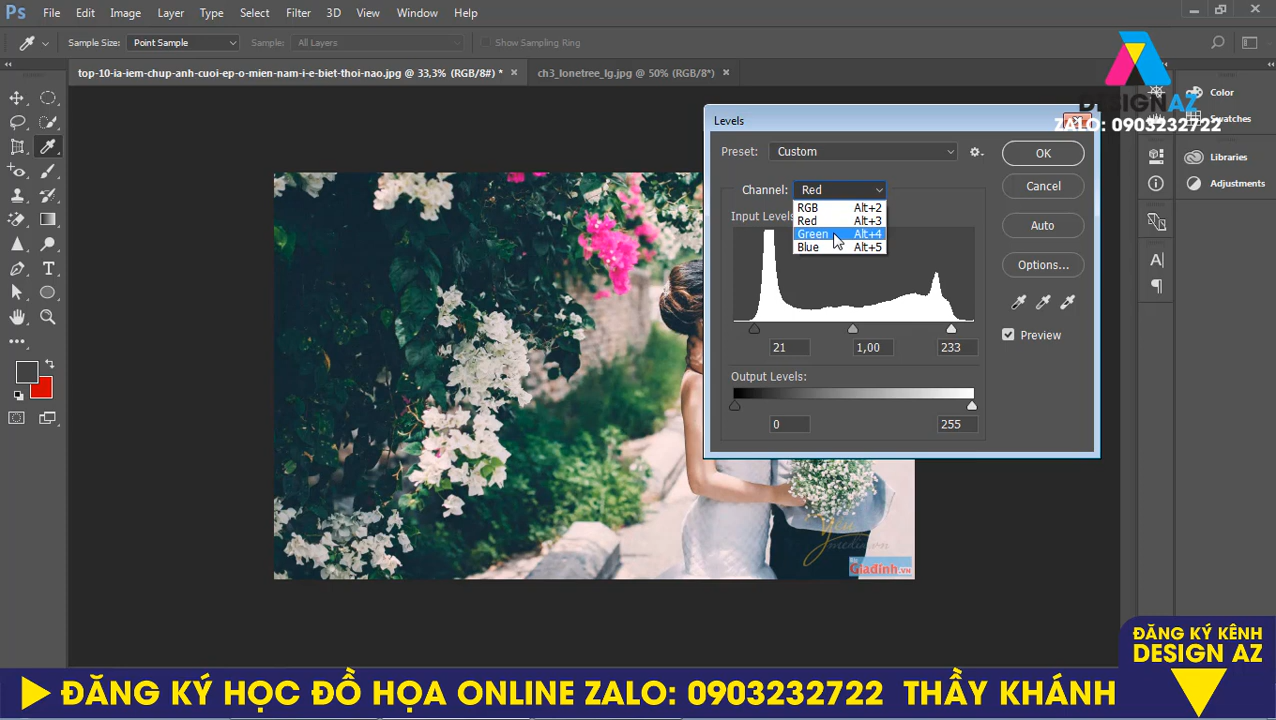 Ps File Edit Image Layer Type Select Filter 3D View Window Help
Sample Size: Point Sample Sample: All Layers Show Sampling Ring
top-10-ia-iem-chup-anh-cuoi-ep-o-mien-nam-i-e-biet-thoi-nao.jpg @ 33,3% (RGB/8#) * × ch3_lonetree_lg.jpg @ 50% (RGB/8*) ×
DESIGN AZ
ZALO: 0903232722
Color
Swatches
Libraries
Adjustments
Levels
Preset: Custom
OK
Channel: Red
Cancel
RGB Alt+2
Red Alt+3
Green Alt+4
Blue Alt+5
Input Levels
Auto
Options...
Preview
21 1,00 233
Output Levels:
0 255
Yêu
media.vn
Giadinh.VN
ĐĂNG KÝ KÊNH
DESIGN AZ
ĐĂNG KÝ HỌC ĐỒ HỌA ONLINE ZALO: 0903232722 THẦY KHÁNH